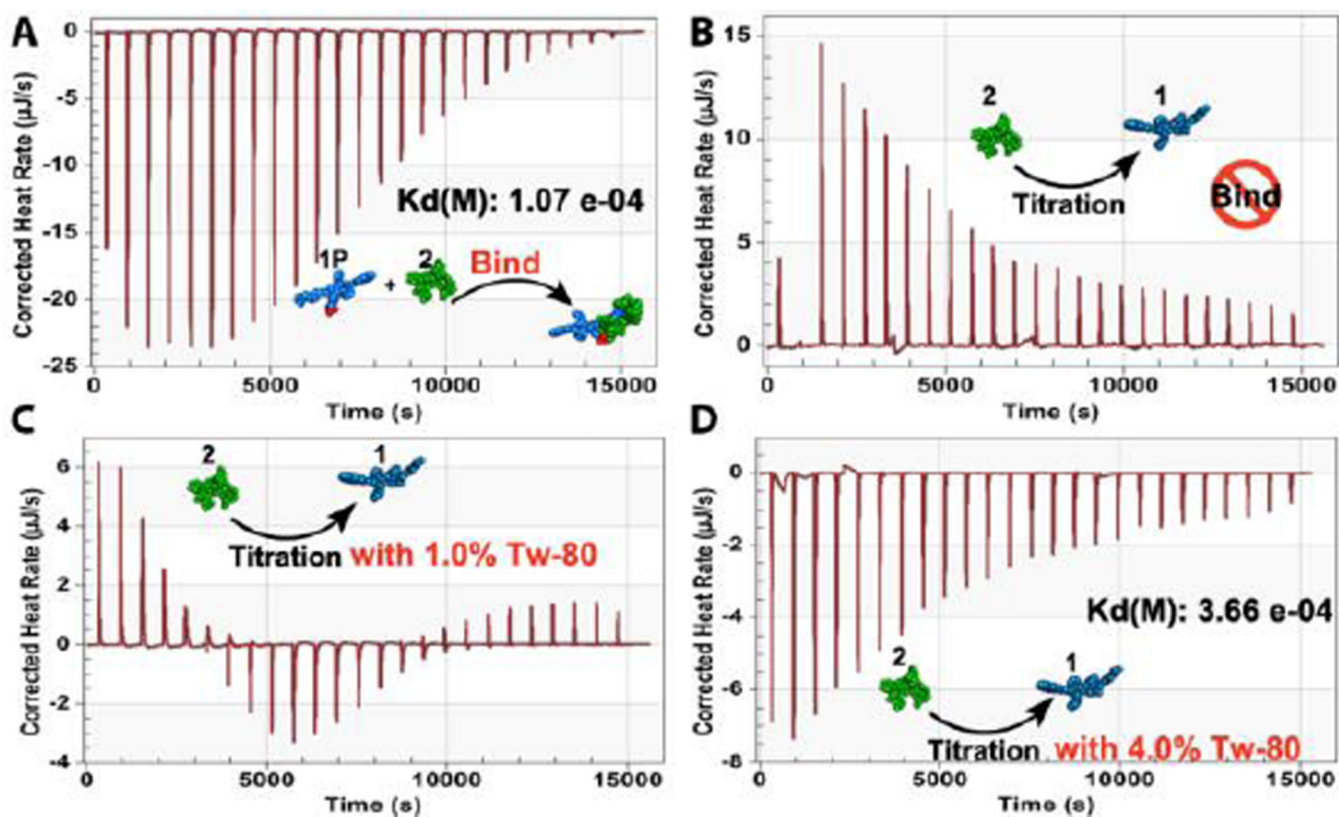 A
Corrected Heat Rate (µJ/s)
0
-5
-10
-15
-20
-25
Kd(M): 1.07 e-04
1P
+
2
Bind
0
5000
10000
15000
Time (s)
B
Corrected Heat Rate (µJ/s)
15
10
5
0
2
1
Titration
Bind
0
5000
10000
15000
Time (s)
C
Corrected Heat Rate (µJ/s)
6
4
2
0
-2
-4
2
1
Titration with 1.0% Tw-80
0
5000
10000
15000
Time (s)
D
Corrected Heat Rate (µJ/s)
0
-2
-4
-6
-8
Kd(M): 3.66 e-04
2
1
Titration with 4.0% Tw-80
0
5000
10000
15000
Time (s)